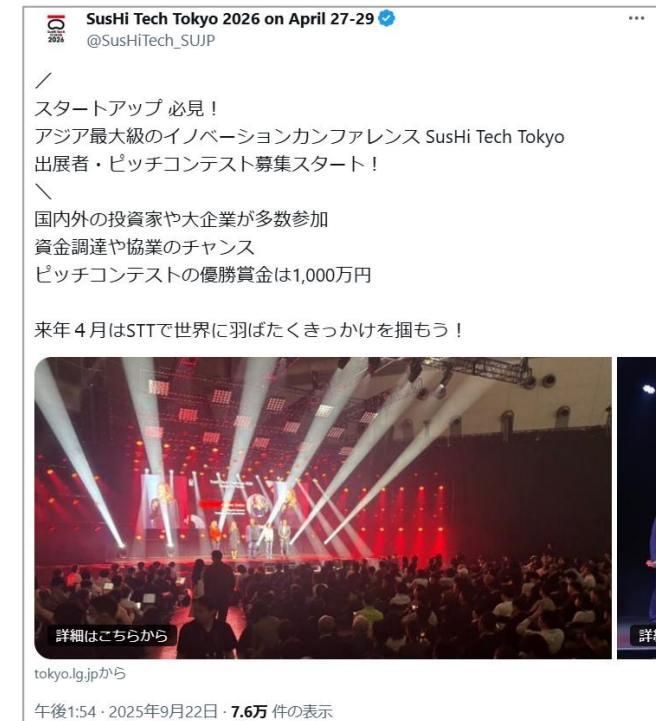 SusHi Tech Tokyo 2026 on April 27-29
@SusHiTech_SUJP
／
スタートアップ 必見！
アジア最大級のイノベーションカンファレンス SusHi Tech Tokyo
出展者・ピッチコンテスト募集スタート！
＼
国内外の投資家や大企業が多数参加
資金調達や協業のチャンス
ピッチコンテストの優勝賞金は1,000万円
来年４月はSTTで世界に羽ばたくきっかけを掴もう！
詳細はこちらから
tokyo.lg.jpから
午後1:54 · 2025年9月22日 · 7.6万 件の表示